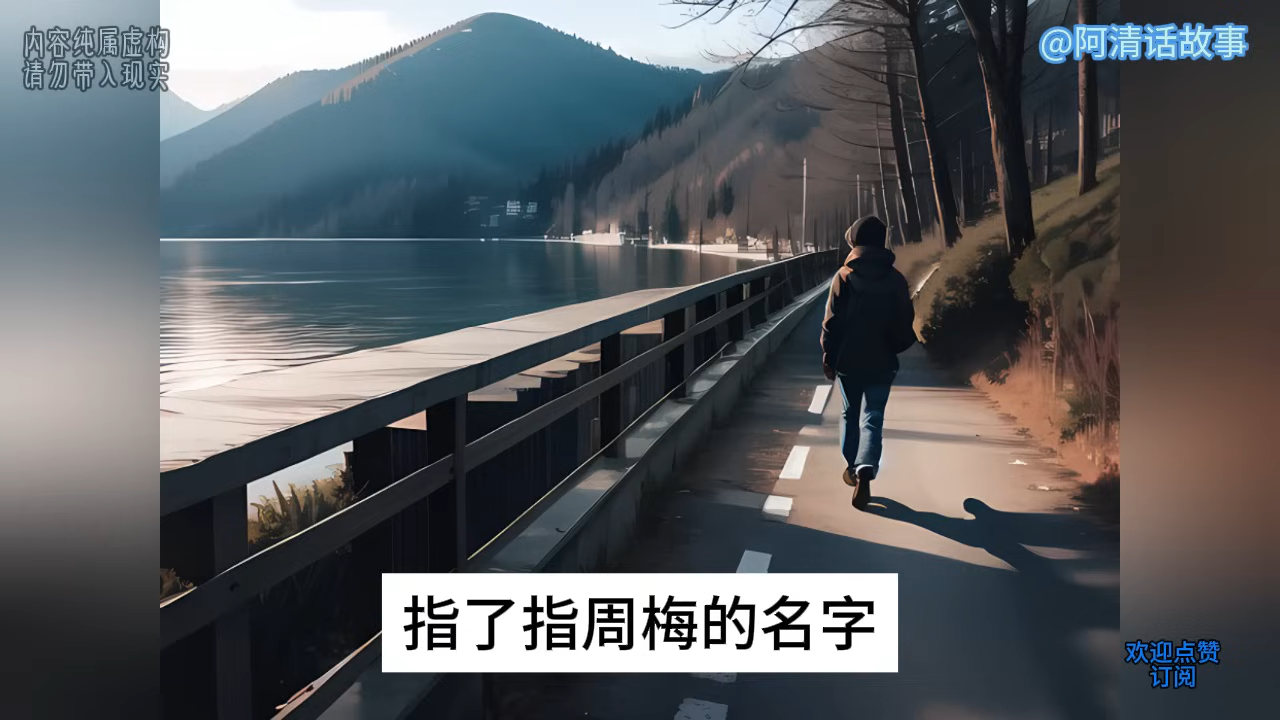 内容纯属虚构
请勿带入现实
@阿清话故事
指了指周梅的名字
欢迎点赞
订阅